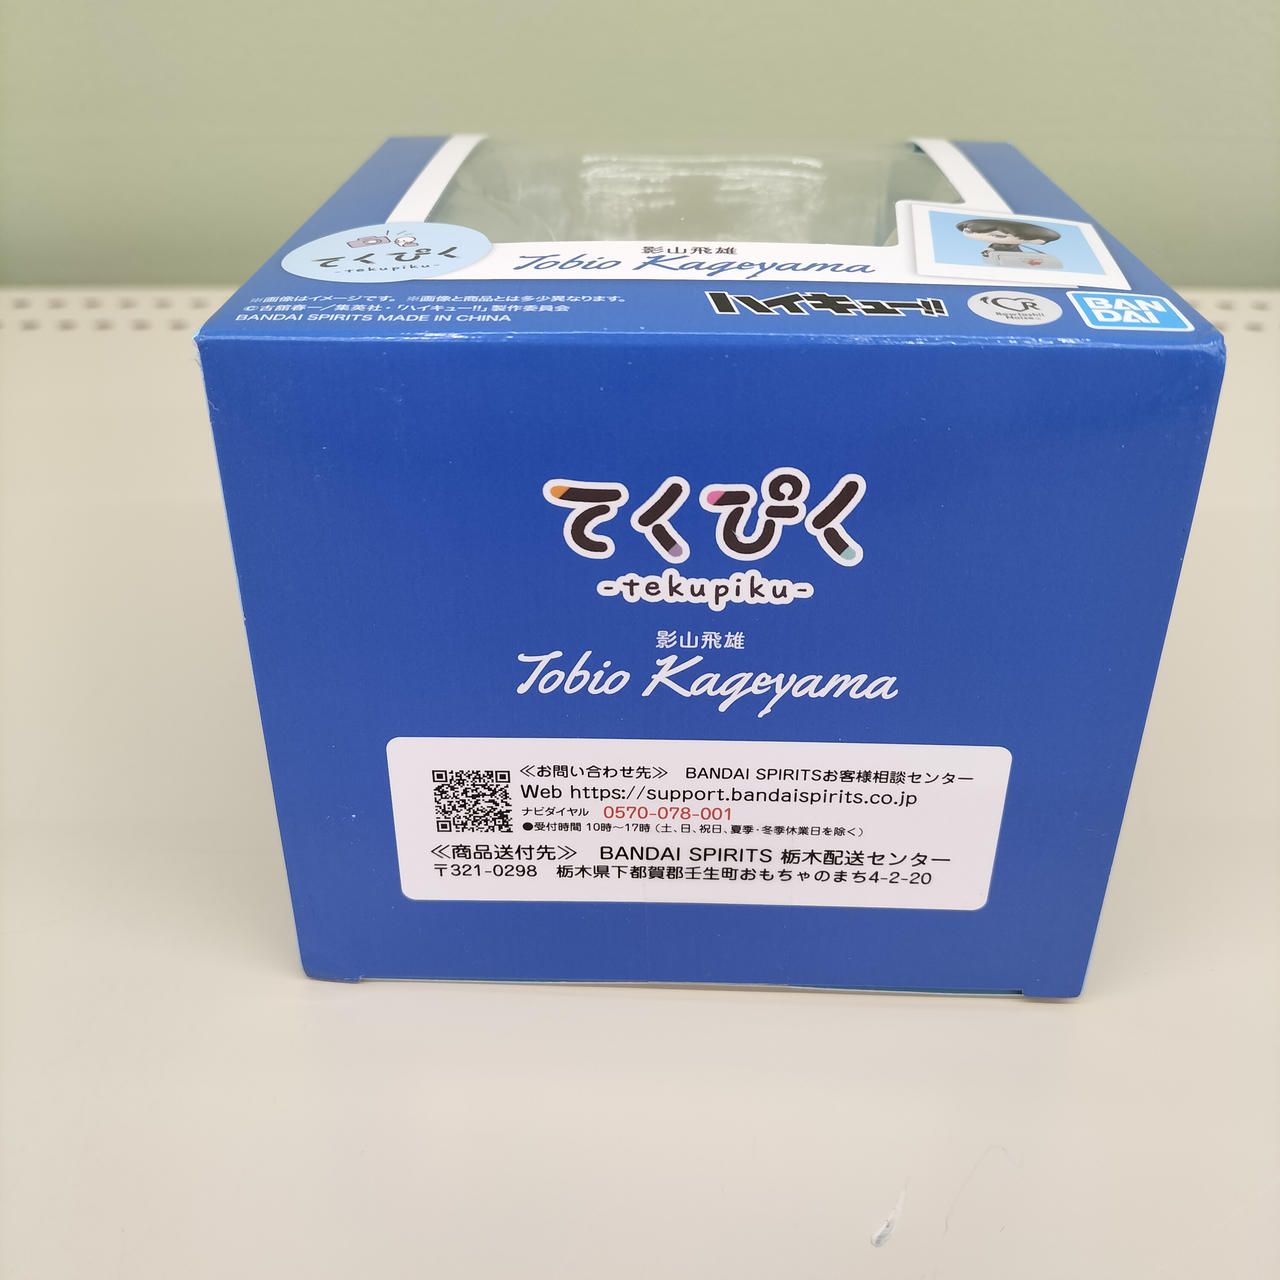 てくぴく
-tekupiku-
影山飛雄
Tobio Kageyama
※画像はイメージです。 ※画像と商品とは多少異なります。
©古舘春一／集英社・「ハイキュー!!」製作委員会
BANDAI SPIRITS MADE IN CHINA
ハイキュー!!
BANDAI
てくぴく
-tekupiku-
影山飛雄
Tobio Kageyama
≪お問い合わせ先≫ BANDAI SPIRITSお客様相談センター
Web https://support.bandaispirits.co.jp
ナビダイヤル 0570-078-001
●受付時間 10時〜17時（土、日、祝日、夏季・冬季休業日を除く）
≪商品送付先≫ BANDAI SPIRITS 栃木配送センター
〒321-0298 栃木県下都賀郡壬生町おもちゃのまち4-2-20